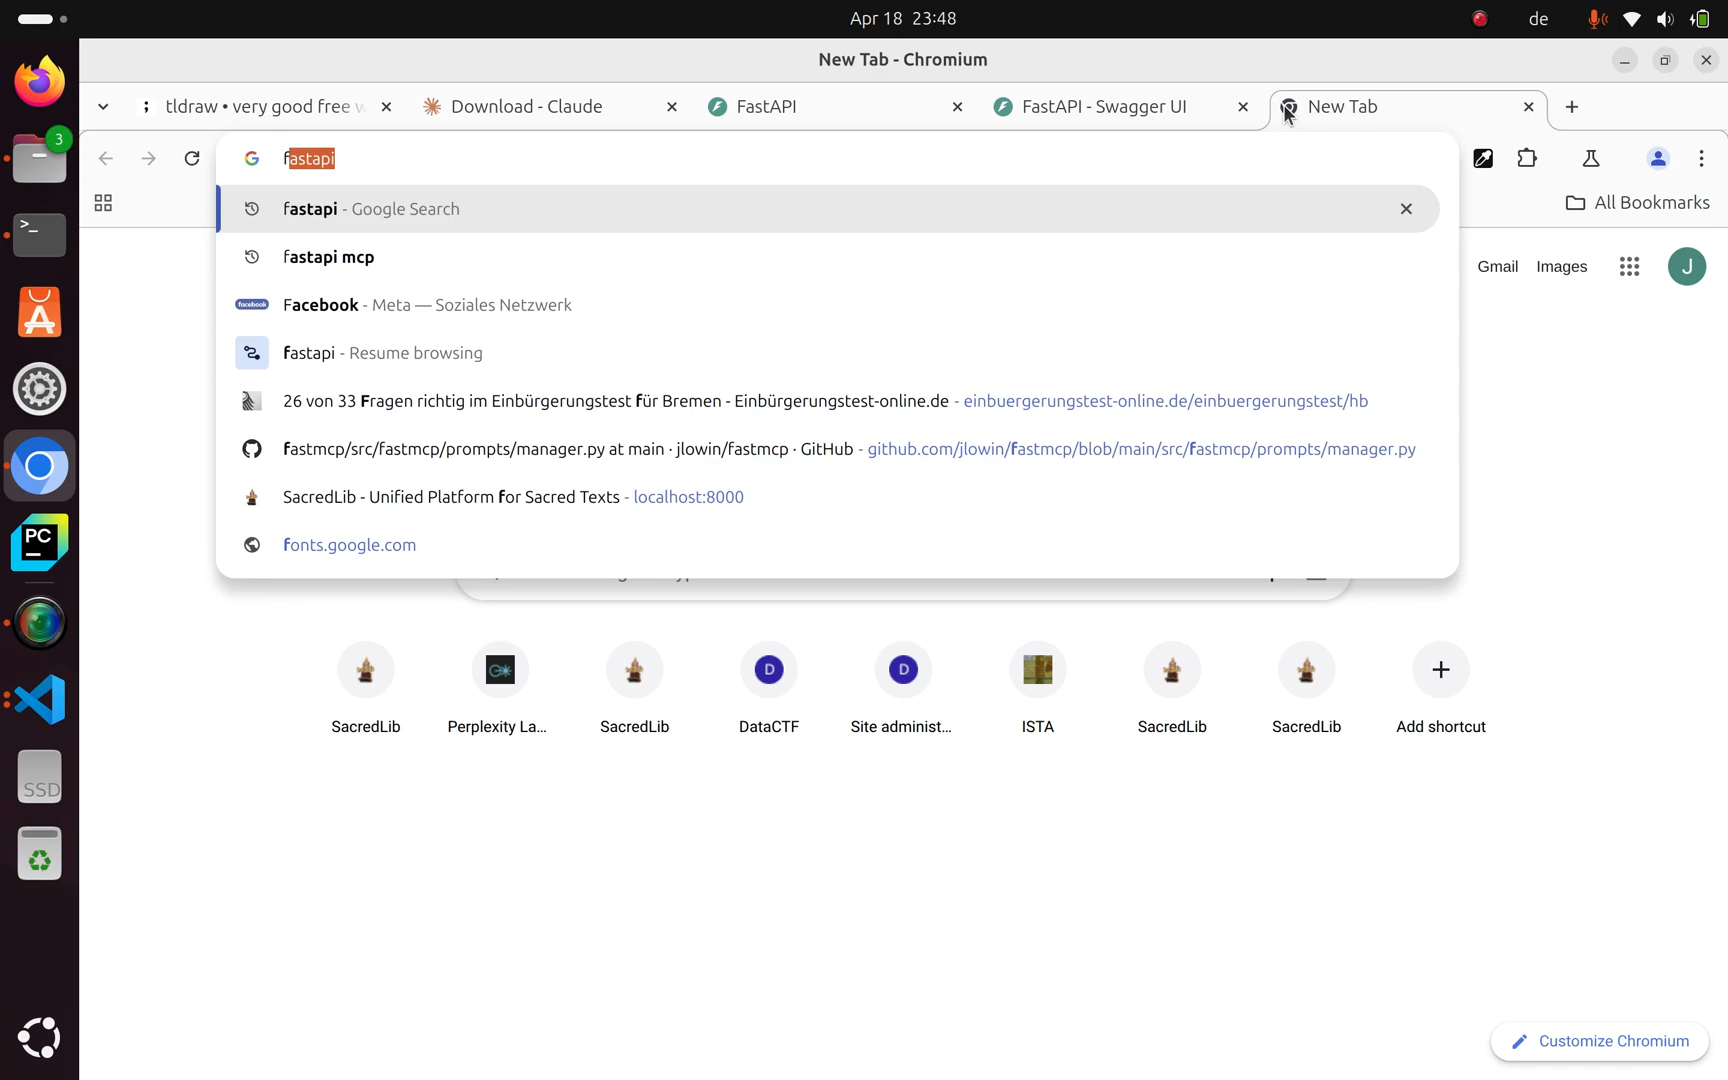 Apr 18 23:48
de
New Tab - Chromium
3
tldraw • very good free w
Download - Claude
FastAPI
FastAPI - Swagger UI
New Tab
fastapi
All Bookmarks
fastapi - Google Search
fastapi mcp
Gmail
Images
J
facebook
Facebook - Meta — Soziales Netzwerk
fastapi - Resume browsing
26 von 33 Fragen richtig im Einbürgerungstest für Bremen - Einbürgerungstest-online.de - einbuergerungstest-online.de/einbuergerungstest/hb
fastmcp/src/fastmcp/prompts/manager.py at main · jlowin/fastmcp · GitHub - github.com/jlowin/fastmcp/blob/main/src/fastmcp/prompts/manager.py
SacredLib - Unified Platform for Sacred Texts - localhost:8000
fonts.google.com
PC
D
D
SacredLib
Perplexity La...
SacredLib
DataCTF
Site administ...
ISTA
SacredLib
SacredLib
Add shortcut
SSD
Customize Chromium